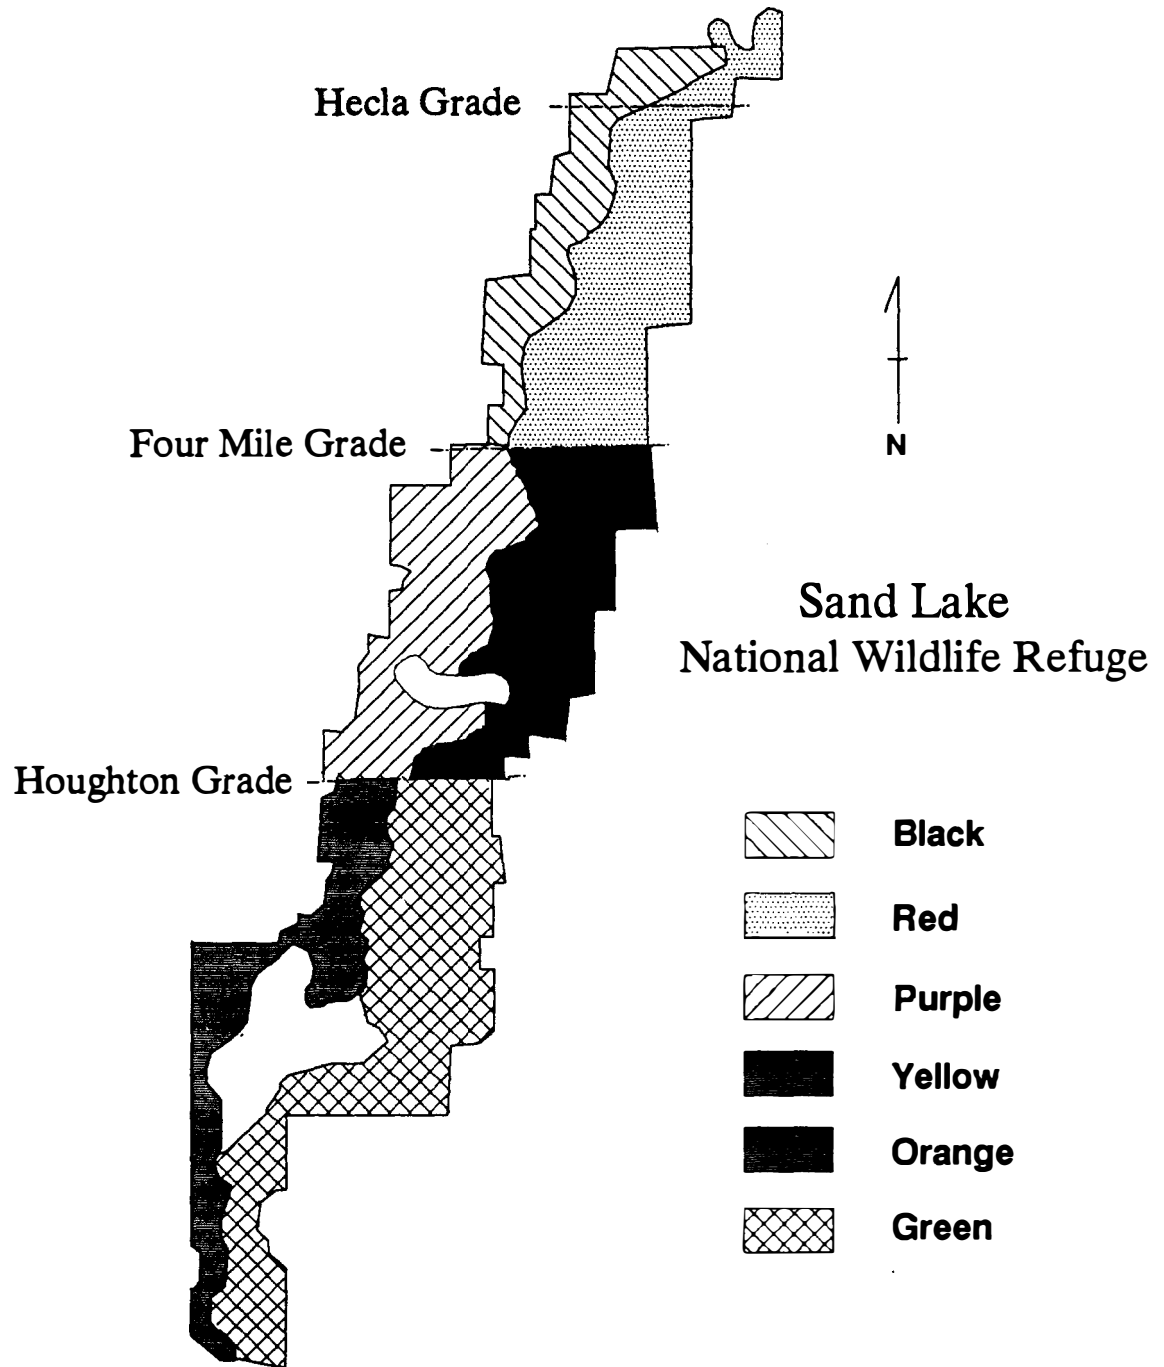 Hecla Grade
Four Mile Grade
N
Sand Lake
National Wildlife Refuge
Houghton Grade
Black
Red
Purple
Yellow
Orange
Green